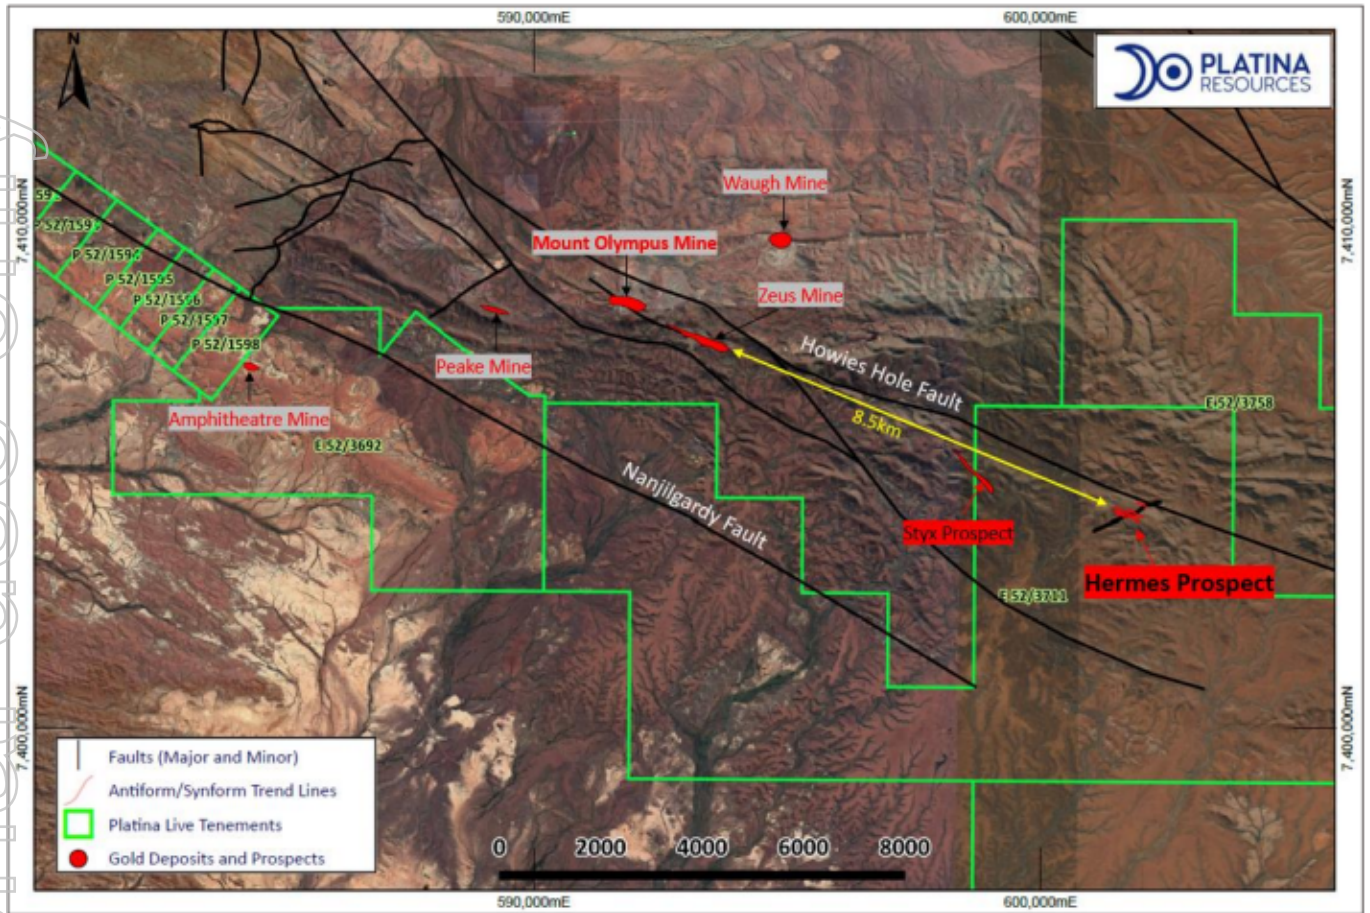 590,000mE
600,000mE
N
PLATINA
RESOURCES
7,410,000mN
7,410,000mN
Waugh Mine
Mount Olympus Mine
Zeus Mine
P 52/1594
P 52/1595
P 52/1596
P 52/1597
P 52/1598
Peake Mine
Howies Hole Fault
Amphitheatre Mine
8.5km
E 52/3758
E 52/3692
Nanjilgardy Fault
Styx Prospect
Hermes Prospect
E 52/3711
7,400,000mN
7,400,000mN
Faults (Major and Minor)
Antiform/Synform Trend Lines
Platina Live Tenements
Gold Deposits and Prospects
0 2000 4000 6000 8000
590,000mE
600,000mE